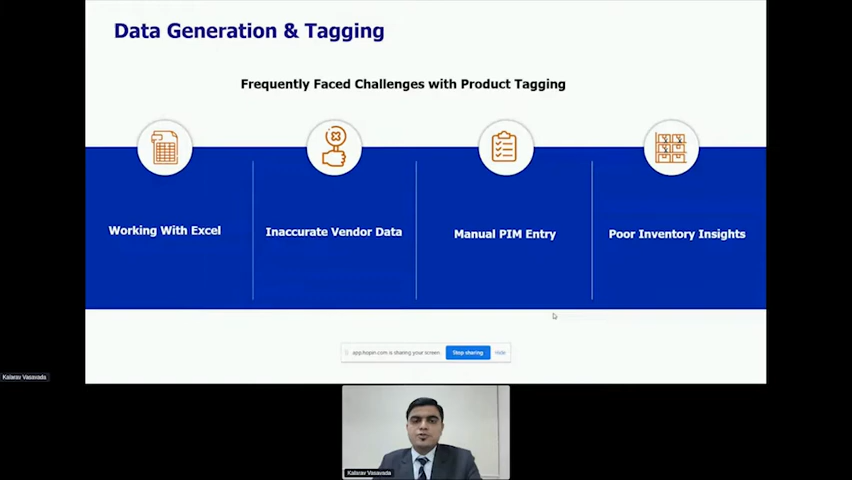 Data Generation & Tagging
Frequently Faced Challenges with Product Tagging
Working With Excel
Inaccurate Vendor Data
Manual PIM Entry
Poor Inventory Insights
app.hopin.com is sharing your screen.
Stop sharing
Hide
Kalarav Vasavada
Kalarav Vasavada